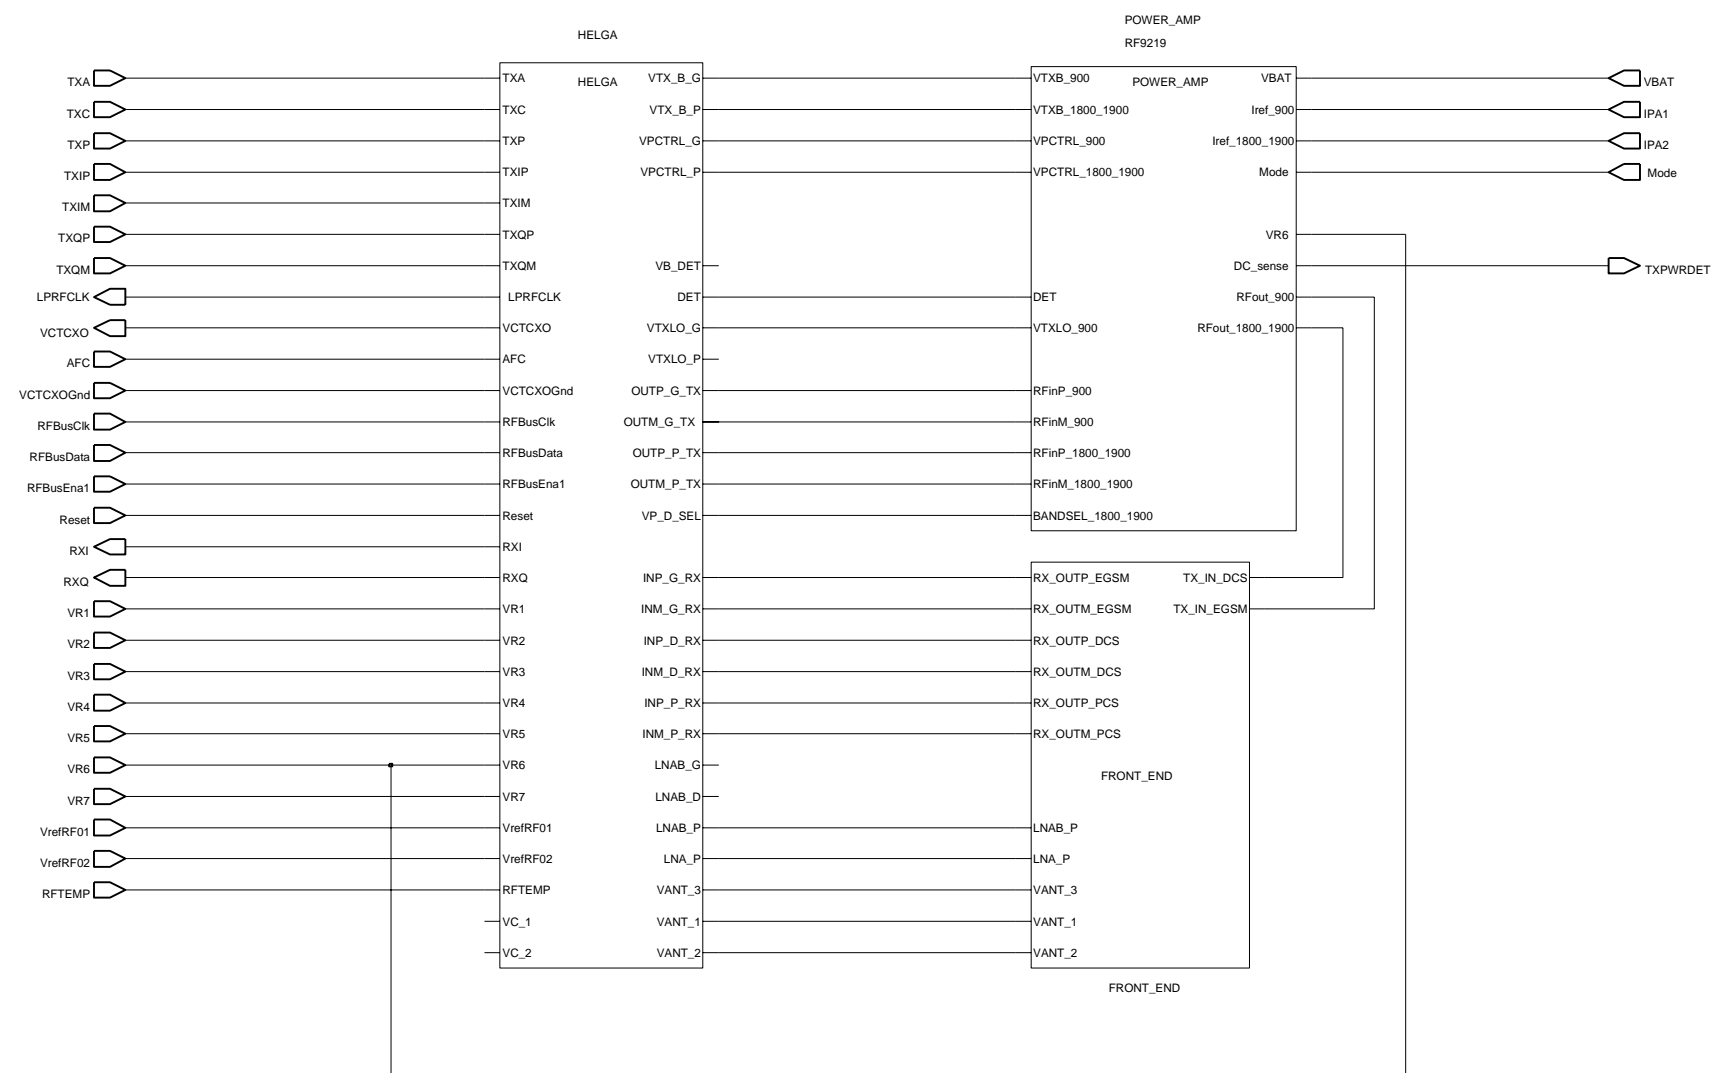 POWER_AMP
HELGA
RF9219
TXA TXA HELGA VTX_B_G VTXB_900 POWER_AMP VBAT VBAT
TXC TXC VTX_B_P VTXB_1800_1900 Iref_900 IPA1
TXP TXP VPCTRL_G VPCTRL_900 Iref_1800_1900 IPA2
TXIP TXIP VPCTRL_P VPCTRL_1800_1900 Mode Mode
TXIM TXIM
TXQP TXQP VR6
TXQM TXQM VB_DET DC_sense TXPWRDET
LPRFCLK LPRFCLK DET DET RFout_900
VCTCXO VCTCXO VTXLO_G VTXLO_900 RFout_1800_1900
AFC AFC VTXLO_P
VCTCXOGnd VCTCXOGnd OUTP_G_TX RFinP_900
RFBusClk RFBusClk OUTM_G_TX RFinM_900
RFBusData RFBusData OUTP_P_TX RFinP_1800_1900
RFBusEna1 RFBusEna1 OUTM_P_TX RFinM_1800_1900
Reset Reset VP_D_SEL BANDSEL_1800_1900
RXI RXI
RXQ RXQ INP_G_RX RX_OUTP_EGSM TX_IN_DCS
VR1 VR1 INM_G_RX RX_OUTM_EGSM TX_IN_EGSM
VR2 VR2 INP_D_RX RX_OUTP_DCS
VR3 VR3 INM_D_RX RX_OUTM_DCS
VR4 VR4 INP_P_RX RX_OUTP_PCS
VR5 VR5 INM_P_RX RX_OUTM_PCS
VR6 VR6 LNAB_G
FRONT_END
VR7 VR7 LNAB_D
VrefRF01 VrefRF01 LNAB_P LNAB_P
VrefRF02 VrefRF02 LNA_P LNA_P
RFTEMP RFTEMP VANT_3 VANT_3
VC_1 VANT_1 VANT_1
VC_2 VANT_2 VANT_2
FRONT_END